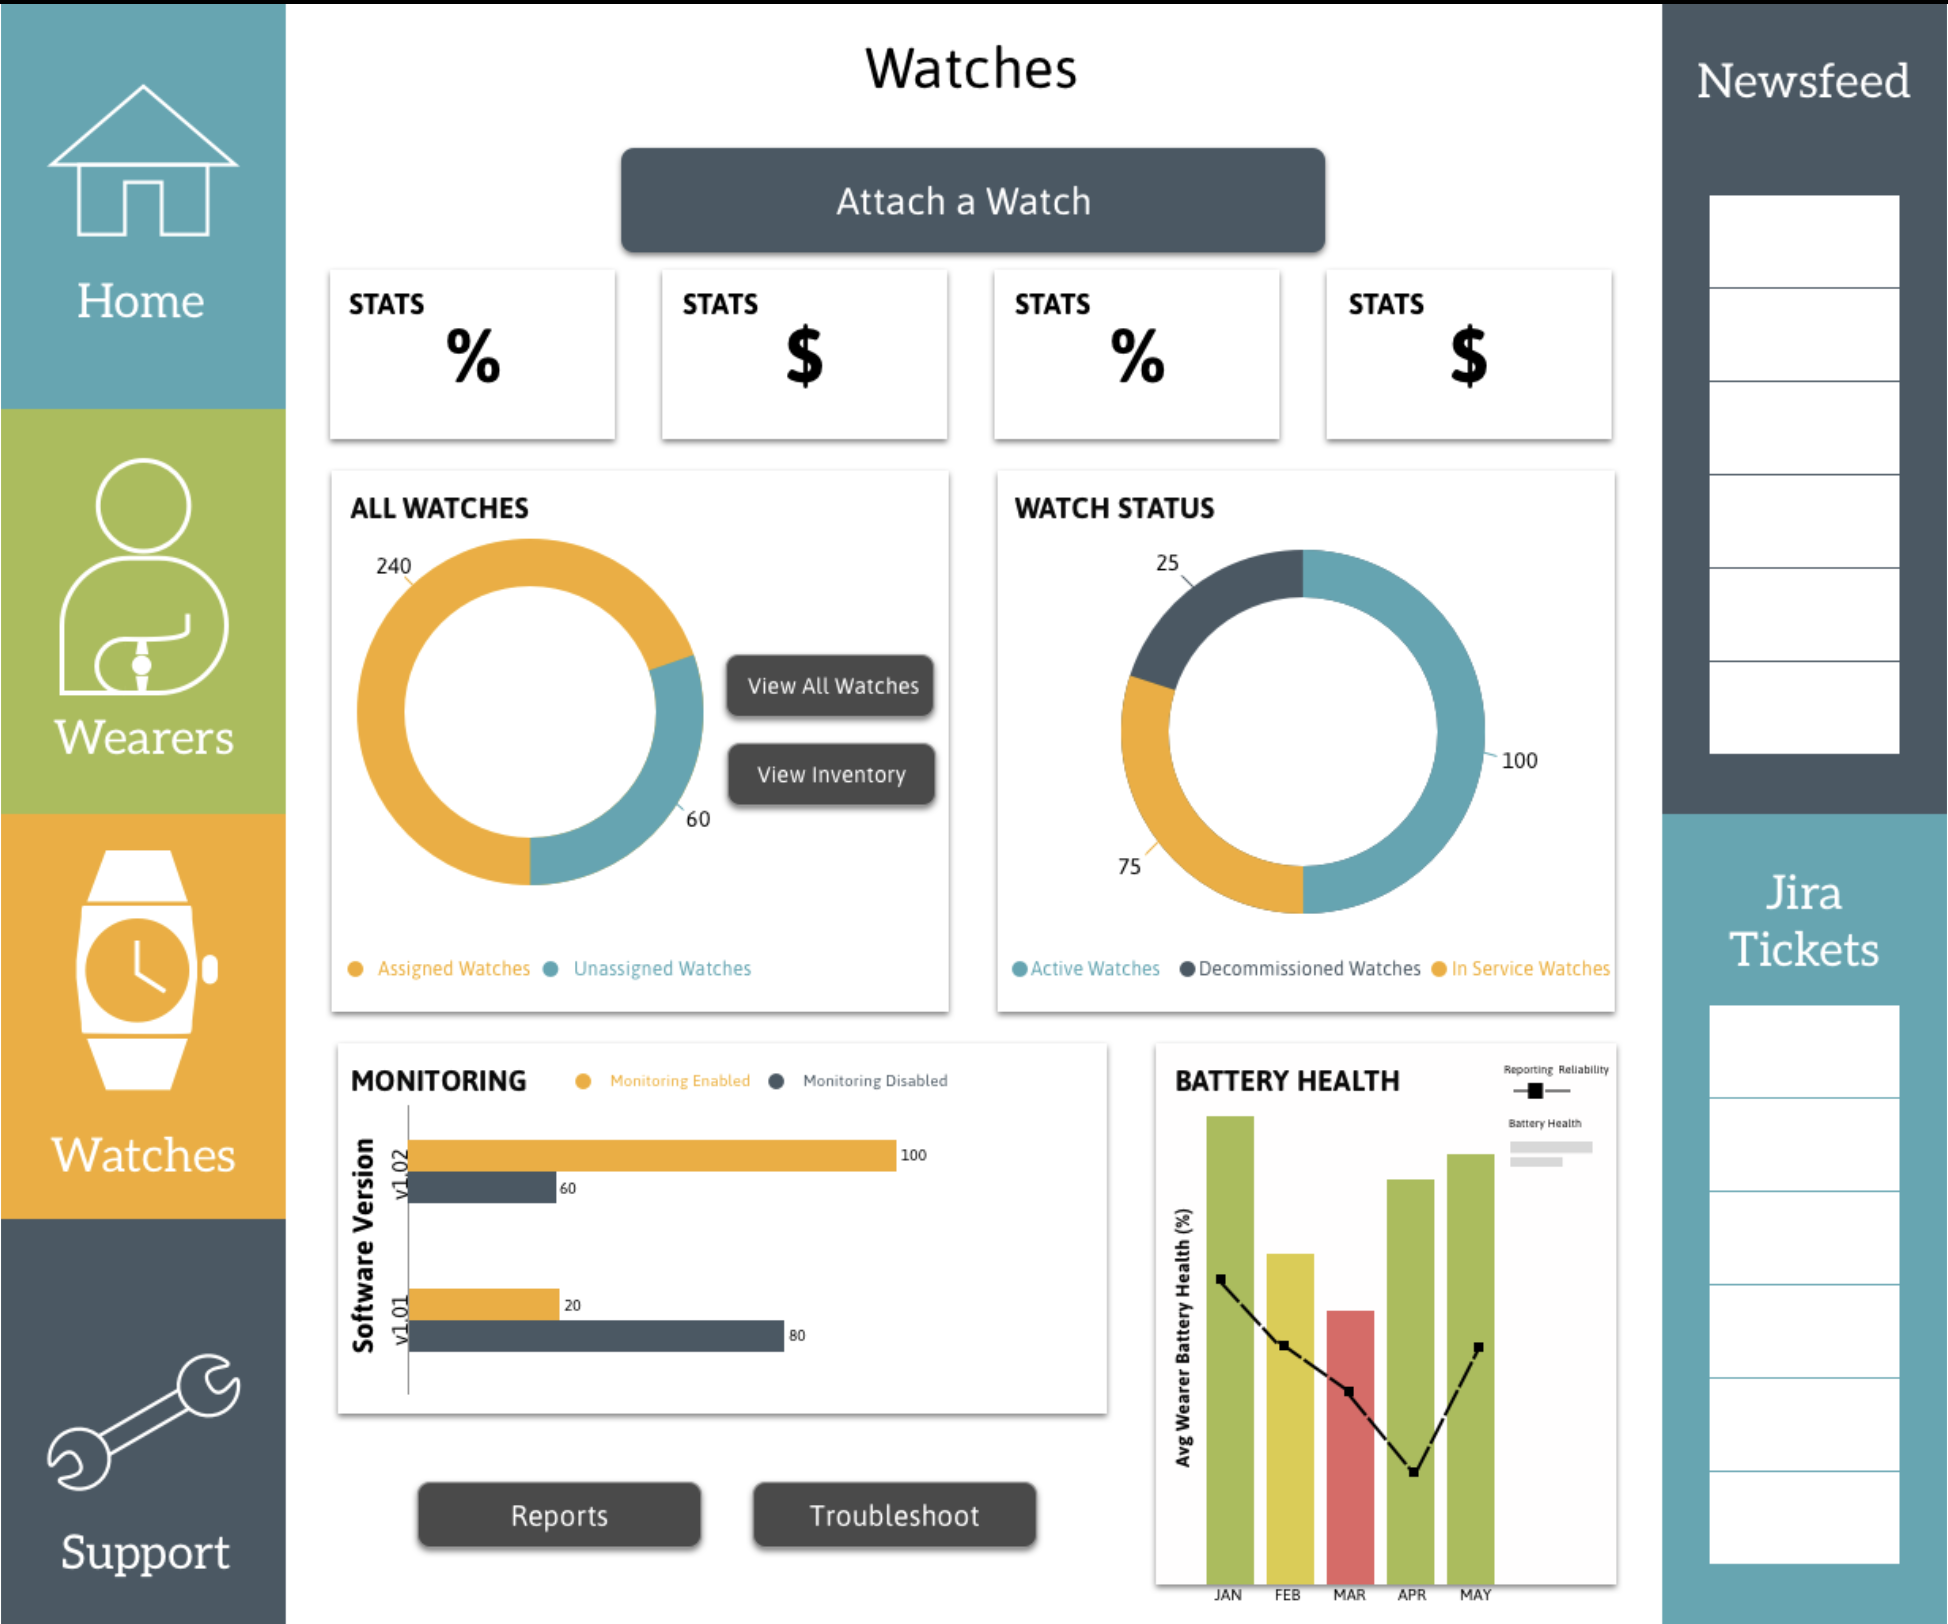 Home
Wearers
Watches
Support
Watches
Attach a Watch
STATS
%
STATS
$
STATS
%
STATS
$
ALL WATCHES
240
60
View All Watches
View Inventory
Assigned Watches
Unassigned Watches
WATCH STATUS
25
100
75
Active Watches
Decommissioned Watches
In Service Watches
MONITORING
Monitoring Enabled
Monitoring Disabled
Software Version
v1.02
100
60
v1.01
20
80
Reports
Troubleshoot
BATTERY HEALTH
Reporting Reliability
Battery Health
Avg Wearer Battery Health (%)
JAN
FEB
MAR
APR
MAY
Newsfeed
Jira
Tickets